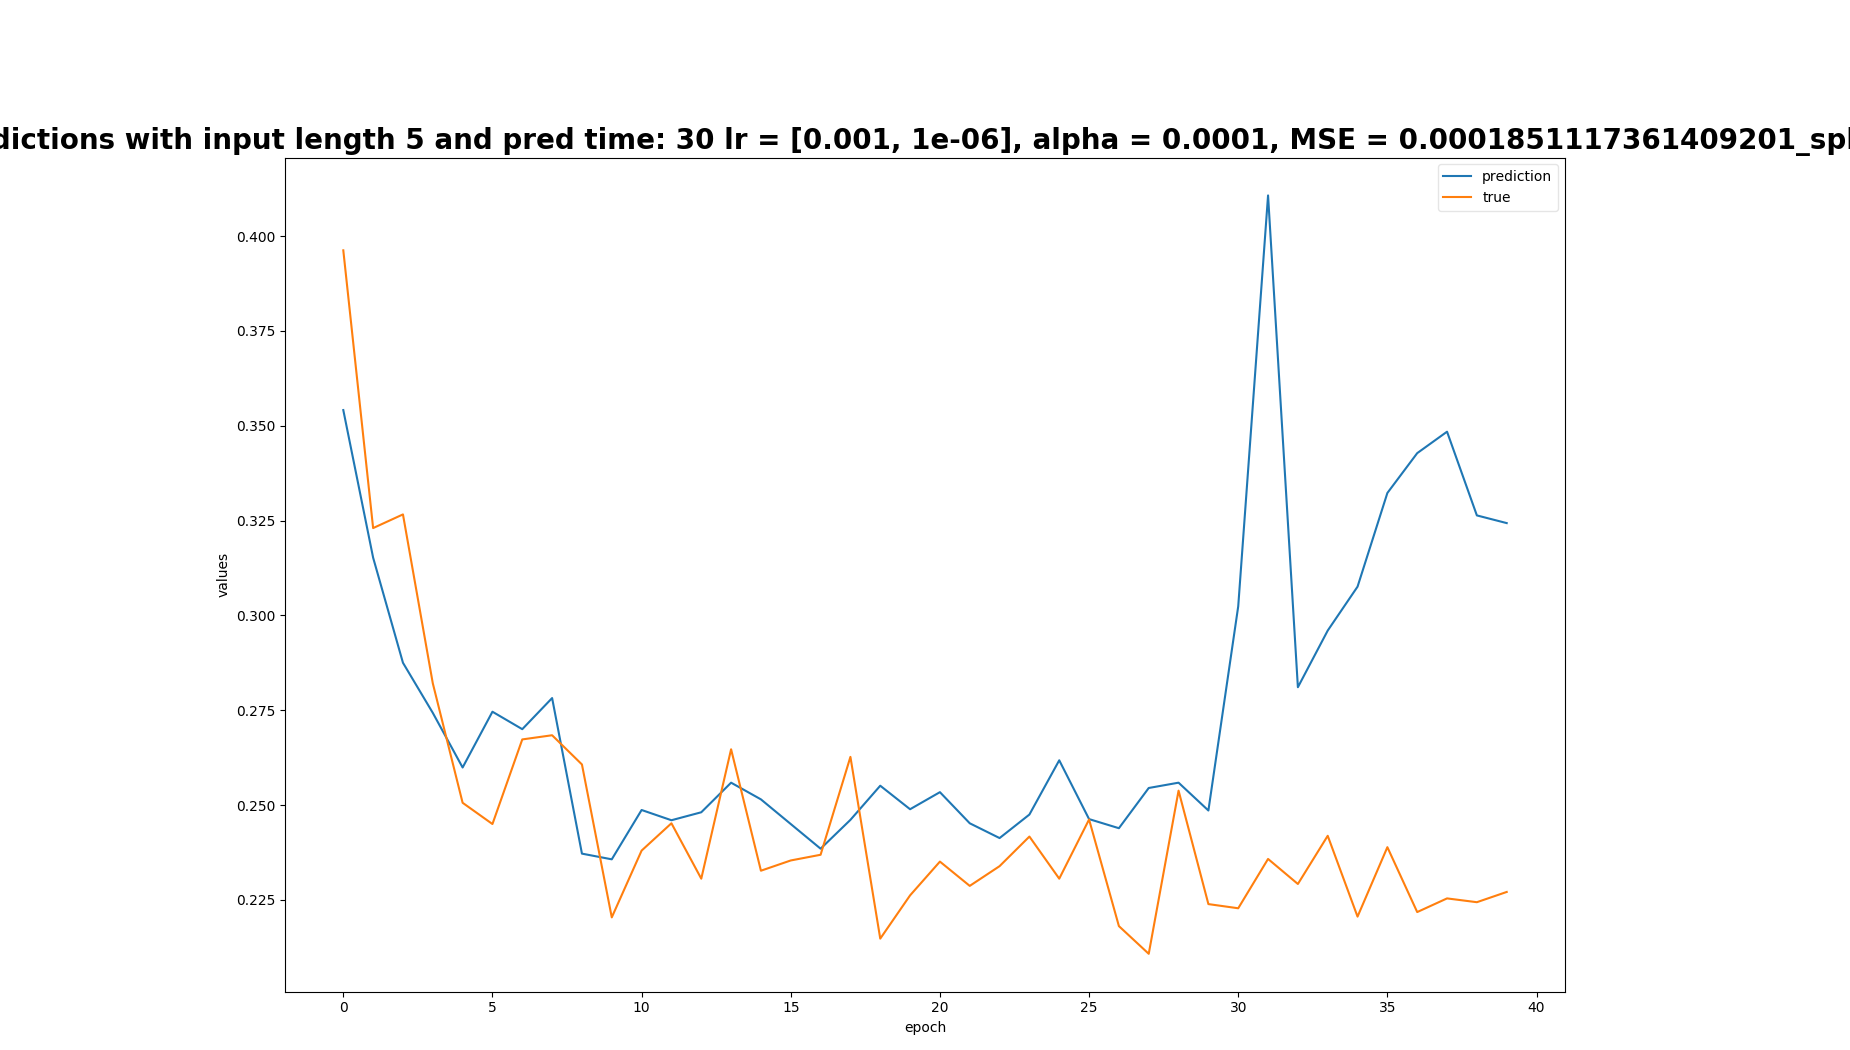 dictions with input length 5 and pred time: 30 lr = [0.001, 1e-06], alpha = 0.0001, MSE = 0.0001851117361409201_spl
prediction
true
0.400
0.375
0.350
0.325
0.300
0.275
0.250
0.225
values
0 5 10 15 20 25 30 35 40
epoch